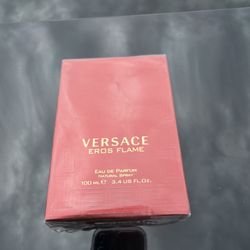 VERSACE
EROS FLAME
EAU DE PARFUM
NATURAL SPRAY
100 ML ℮ 3.4 US FL.OZ.